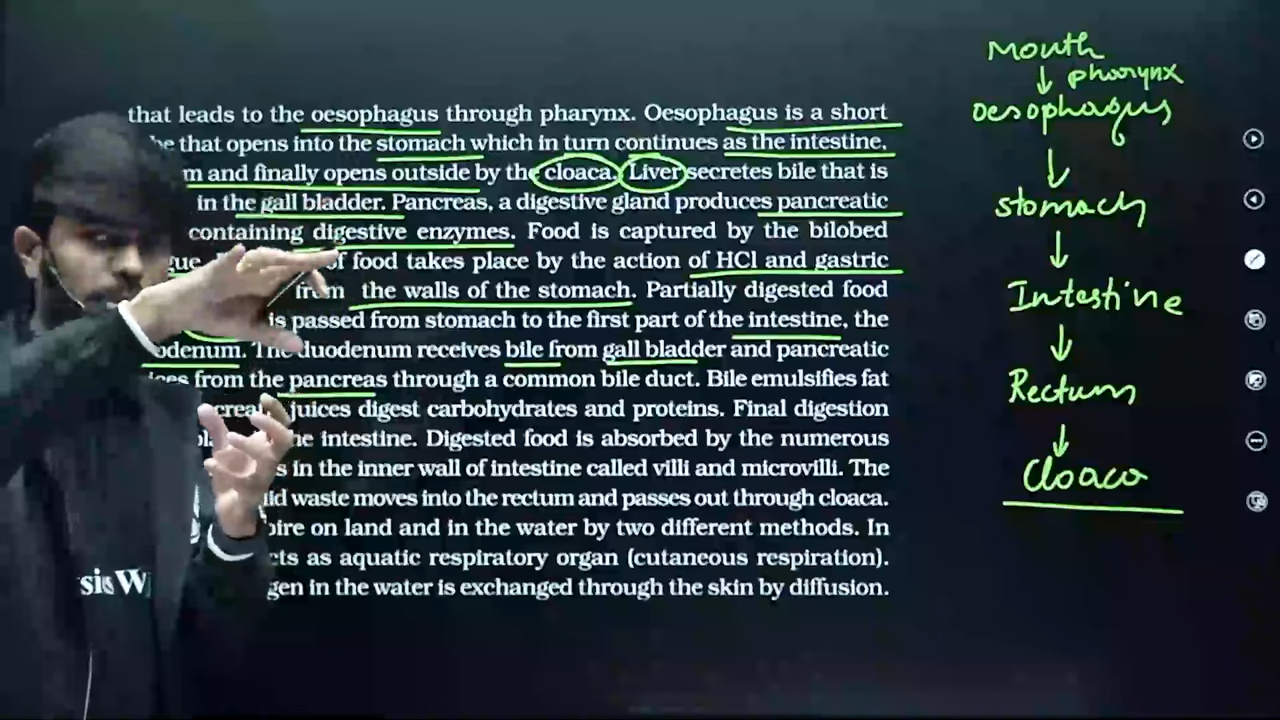 that leads to the oesophagus through pharynx. Oesophagus is a short
that opens into the stomach which in turn continues as the intestine,
and finally opens outside by the cloaca. Liver secretes bile that is
in the gall bladder. Pancreas, a digestive gland produces pancreatic
containing digestive enzymes. Food is captured by the bilobed
of food takes place by the action of HCl and gastric
from the walls of the stomach. Partially digested food
is passed from stomach to the first part of the intestine, the
The duodenum receives bile from gall bladder and pancreatic
from the pancreas through a common bile duct. Bile emulsifies fat
juices digest carbohydrates and proteins. Final digestion
intestine. Digested food is absorbed by the numerous
in the inner wall of intestine called villi and microvilli. The
waste moves into the rectum and passes out through cloaca.
on land and in the water by two different methods. In
as aquatic respiratory organ (cutaneous respiration).
in the water is exchanged through the skin by diffusion.
Mouth
↓ pharynx
Oesophagus
↓
stomach
↓
Intestine
↓
Rectum
↓
Cloaca